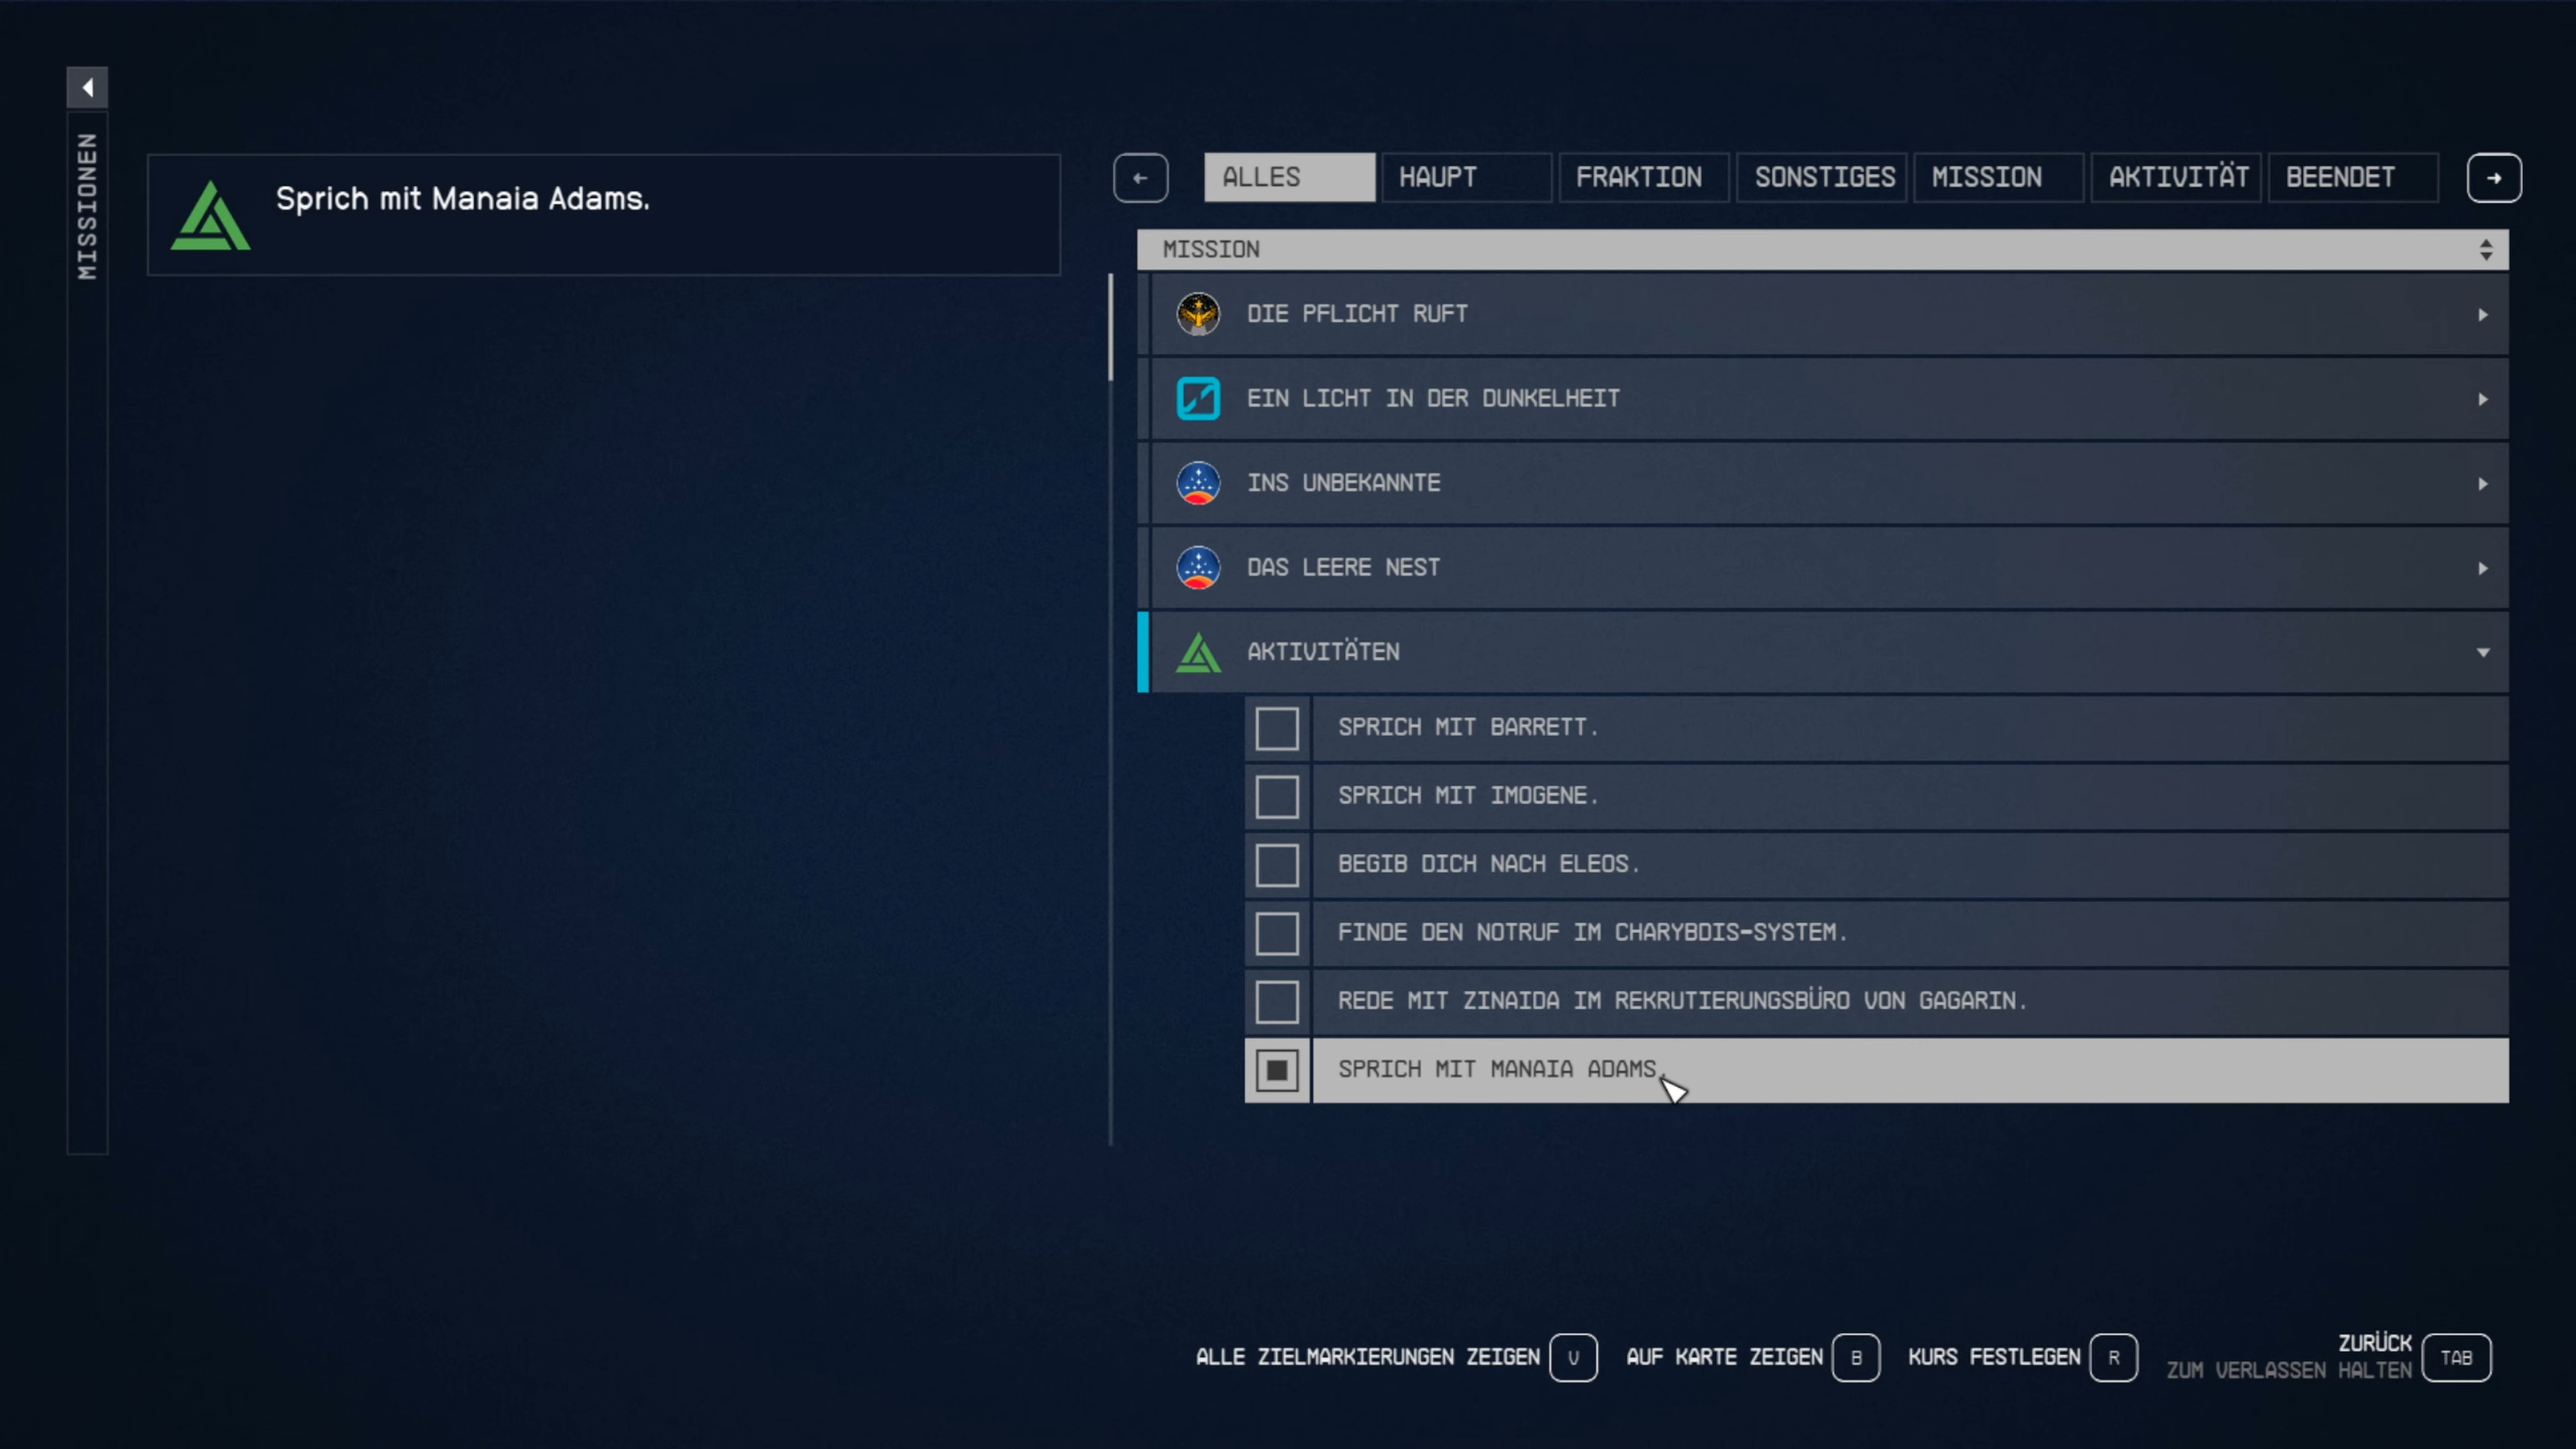 MISSIONEN
Sprich mit Manaia Adams.
ALLES HAUPT FRAKTION SONSTIGES MISSION AKTIVITÄT BEENDET
MISSION
DIE PFLICHT RUFT
EIN LICHT IN DER DUNKELHEIT
INS UNBEKANNTE
DAS LEERE NEST
AKTIVITÄTEN
SPRICH MIT BARRETT.
SPRICH MIT IMOGENE.
BEGIB DICH NACH ELEOS.
FINDE DEN NOTRUF IM CHARYBDIS-SYSTEM.
REDE MIT ZINAIDA IM REKRUTIERUNGSBÜRO VON GAGARIN.
SPRICH MIT MANAIA ADAMS.
ALLE ZIELMARKIERUNGEN ZEIGEN V AUF KARTE ZEIGEN B KURS FESTLEGEN R ZURÜCK TAB
ZUM VERLASSEN HALTEN